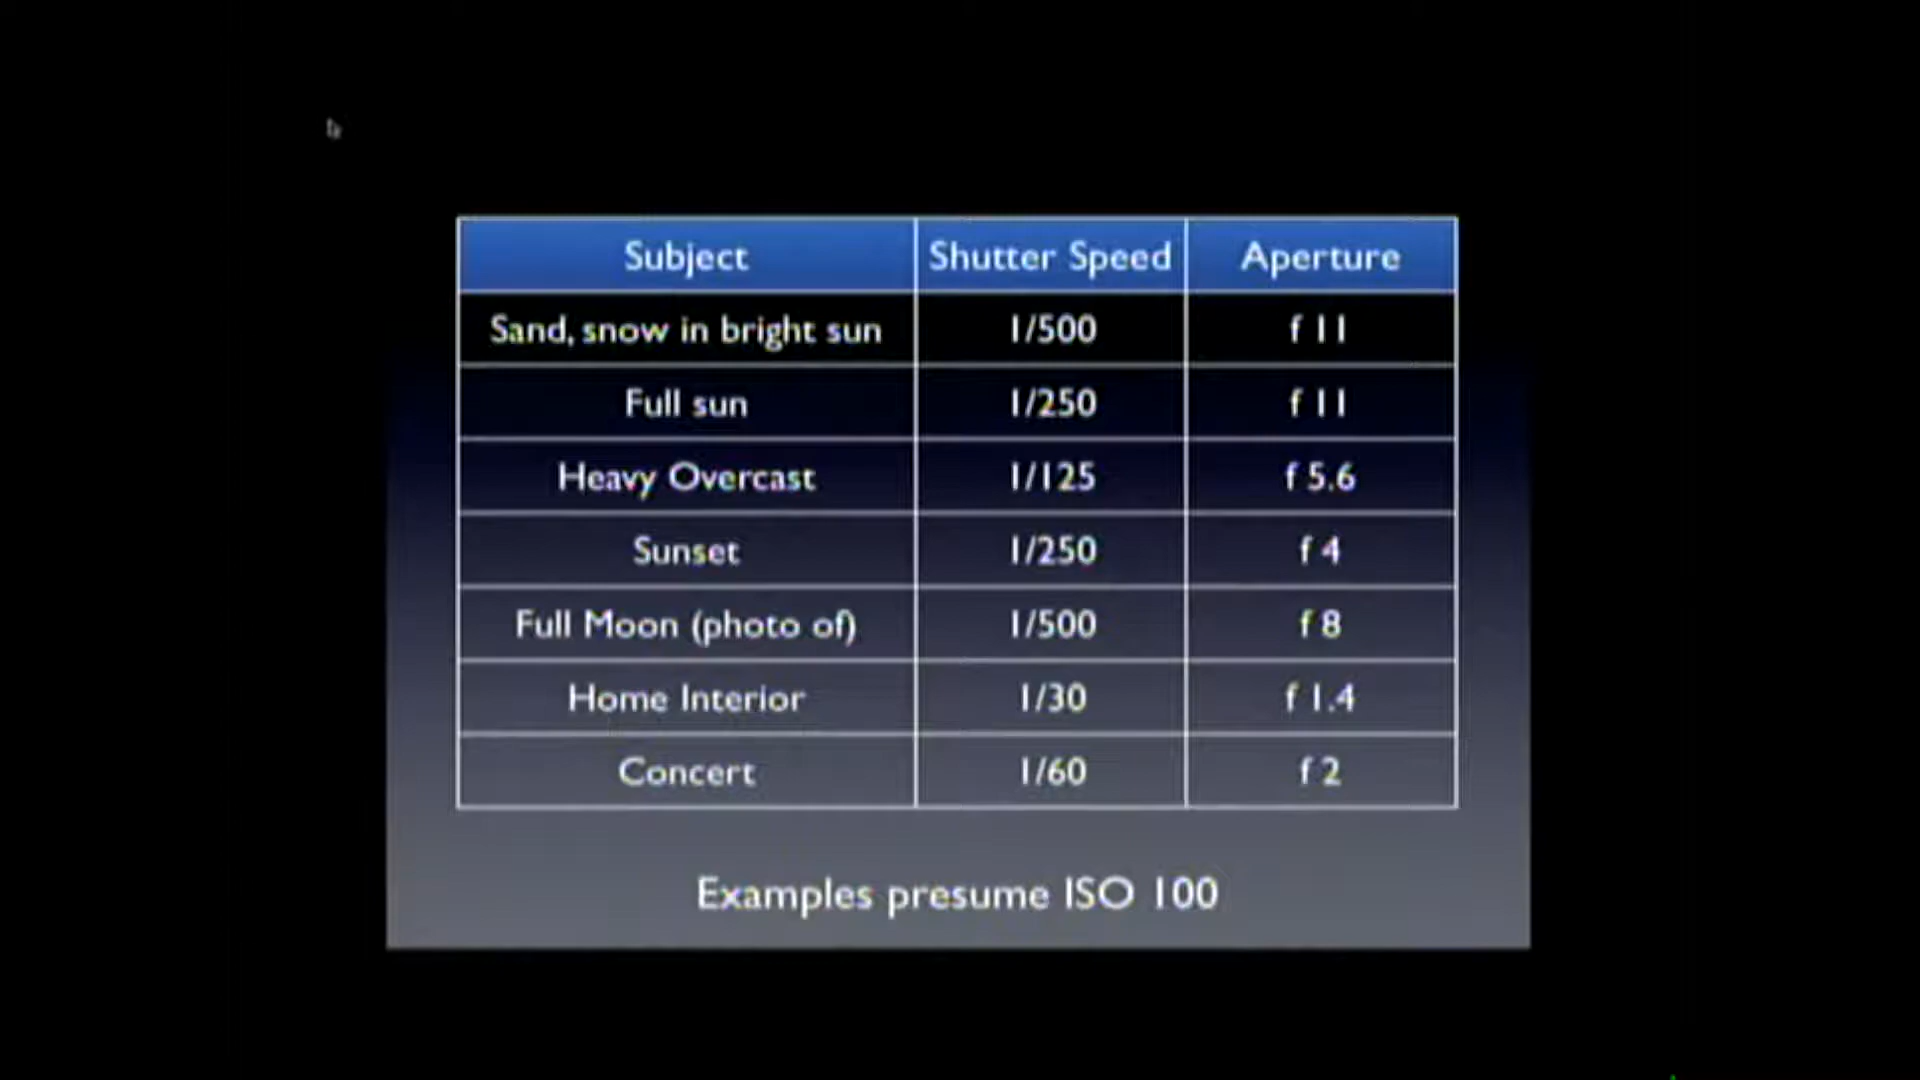 Subject Shutter Speed Aperture
Sand, snow in bright sun 1/500 f 11
Full sun 1/250 f 11
Heavy Overcast 1/125 f 5.6
Sunset 1/250 f 4
Full Moon (photo of) 1/500 f 8
Home Interior 1/30 f 1.4
Concert 1/60 f 2
Examples presume ISO 100